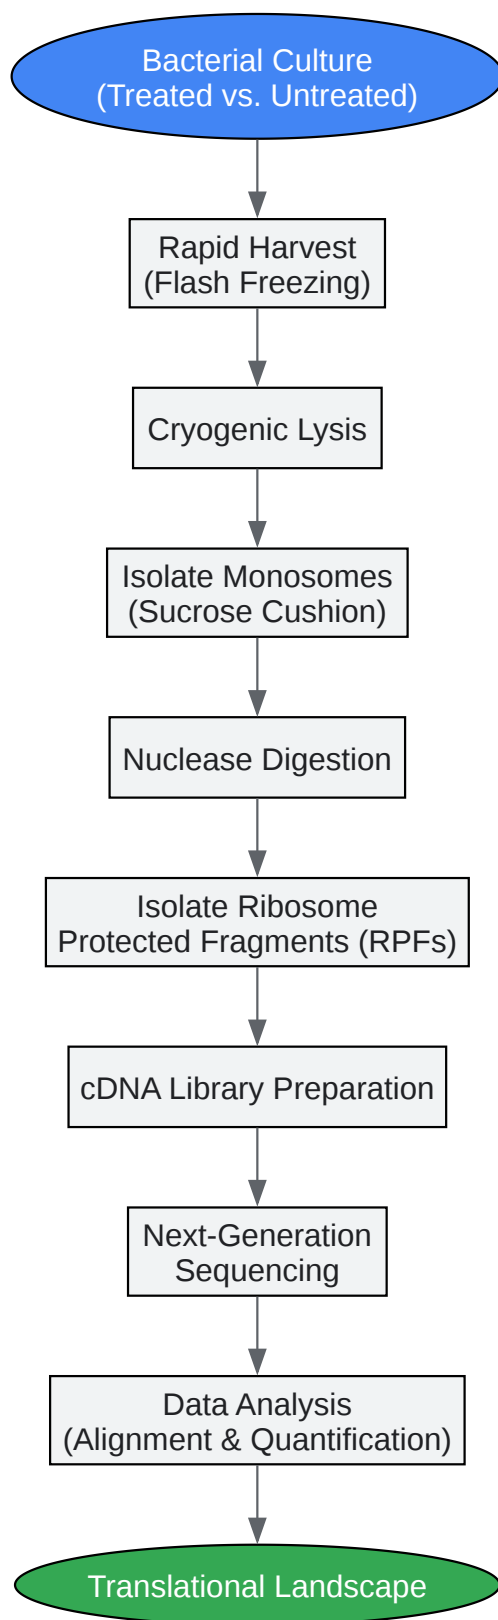 Bacterial Culture
(Treated vs. Untreated)
Rapid Harvest
(Flash Freezing)
Cryogenic Lysis
Isolate Monosomes
(Sucrose Cushion)
Nuclease Digestion
Isolate Ribosome
Protected Fragments (RPFs)
cDNA Library Preparation
Next-Generation
Sequencing
Data Analysis
(Alignment & Quantification)
Translational Landscape